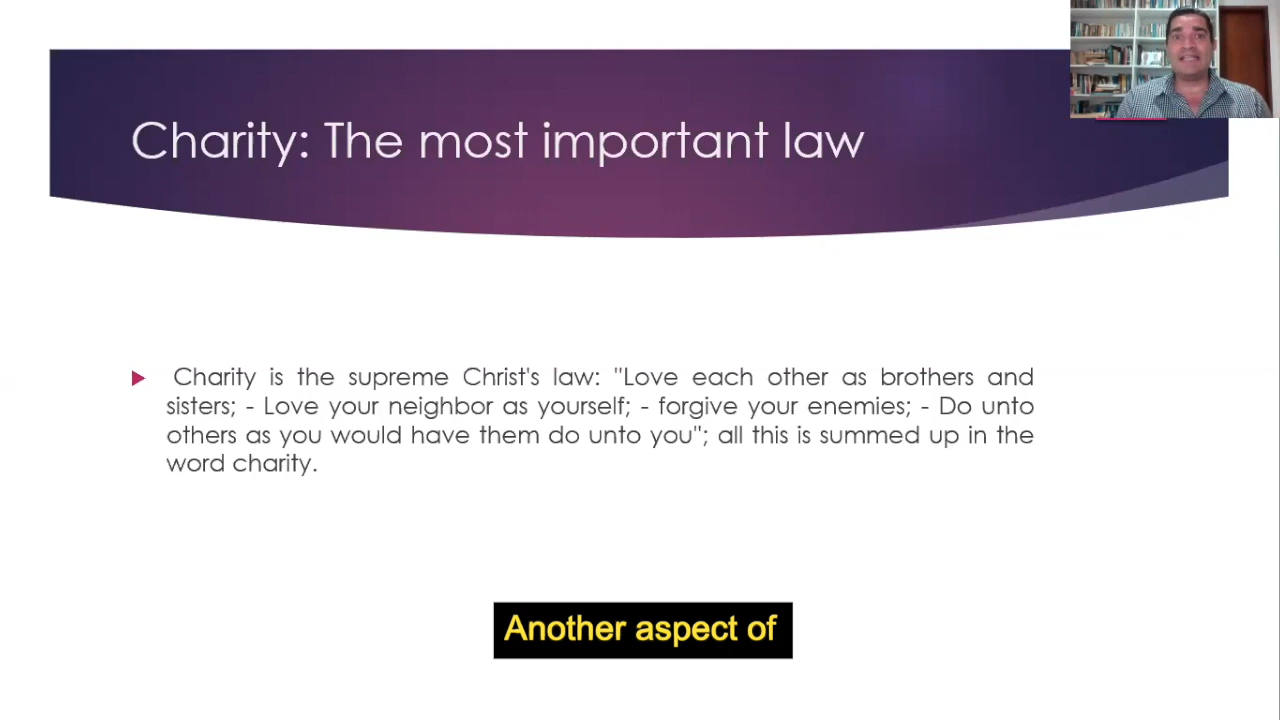 Charity: The most important law
Charity is the supreme Christ's law: "Love each other as brothers and
sisters; - Love your neighbor as yourself; - forgive your enemies; - Do unto
others as you would have them do unto you"; all this is summed up in the
word charity.
Another aspect of